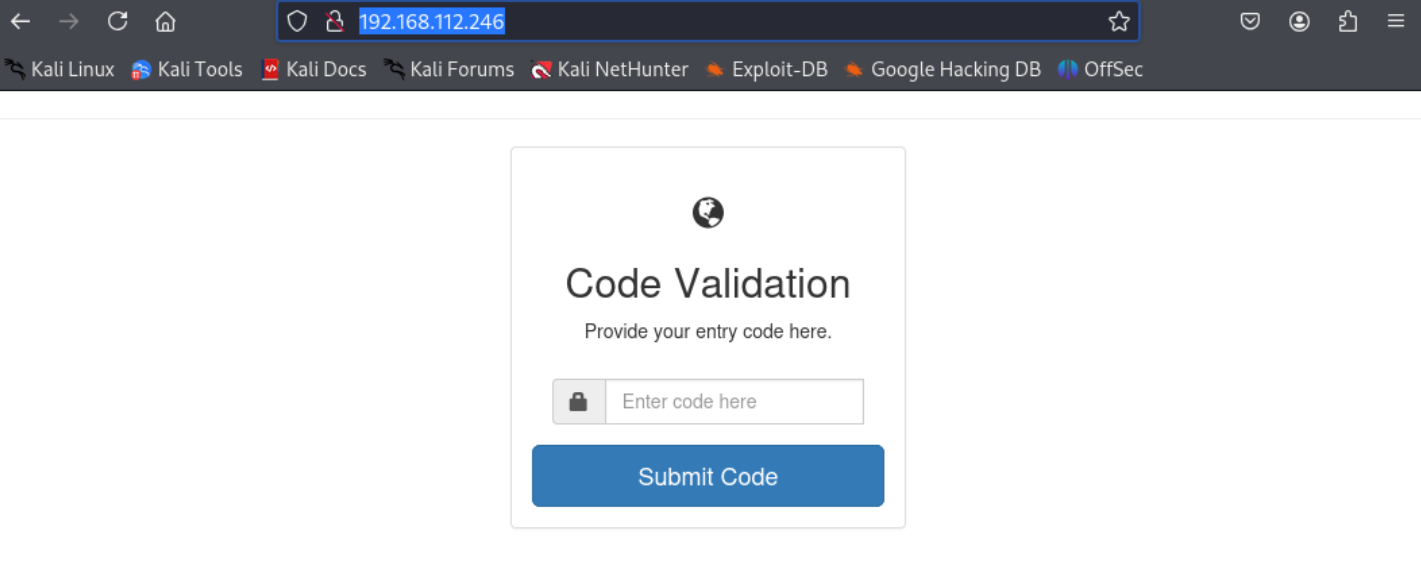 192.168.112.246
Kali Linux Kali Tools Kali Docs Kali Forums Kali NetHunter Exploit-DB Google Hacking DB OffSec
Code Validation
Provide your entry code here.
Enter code here
Submit Code